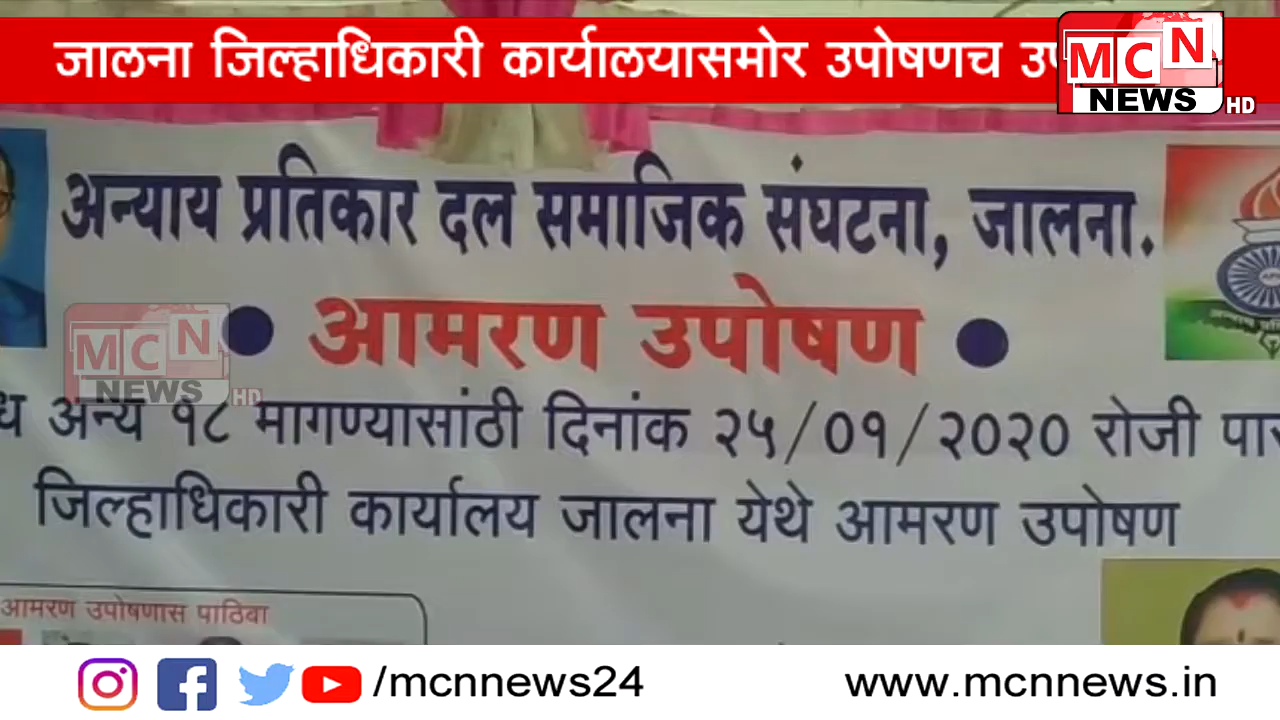 जालना जिल्हाधिकारी कार्यालयासमोर उपोषणच
MCN
NEWS HD
अन्याय प्रतिकार दल समाजिक संघटना, जालना.
• आमरण उपोषण •
MCN
NEWS HD
अन्य १८ मागण्यासांठी दिनांक २५/०१/२०२० रोजी
जिल्हाधिकारी कार्यालय जालना येथे आमरण उपोषण
आमरण उपोषणास पाठिंबा
/mcnnews24 www.mcnnews.in